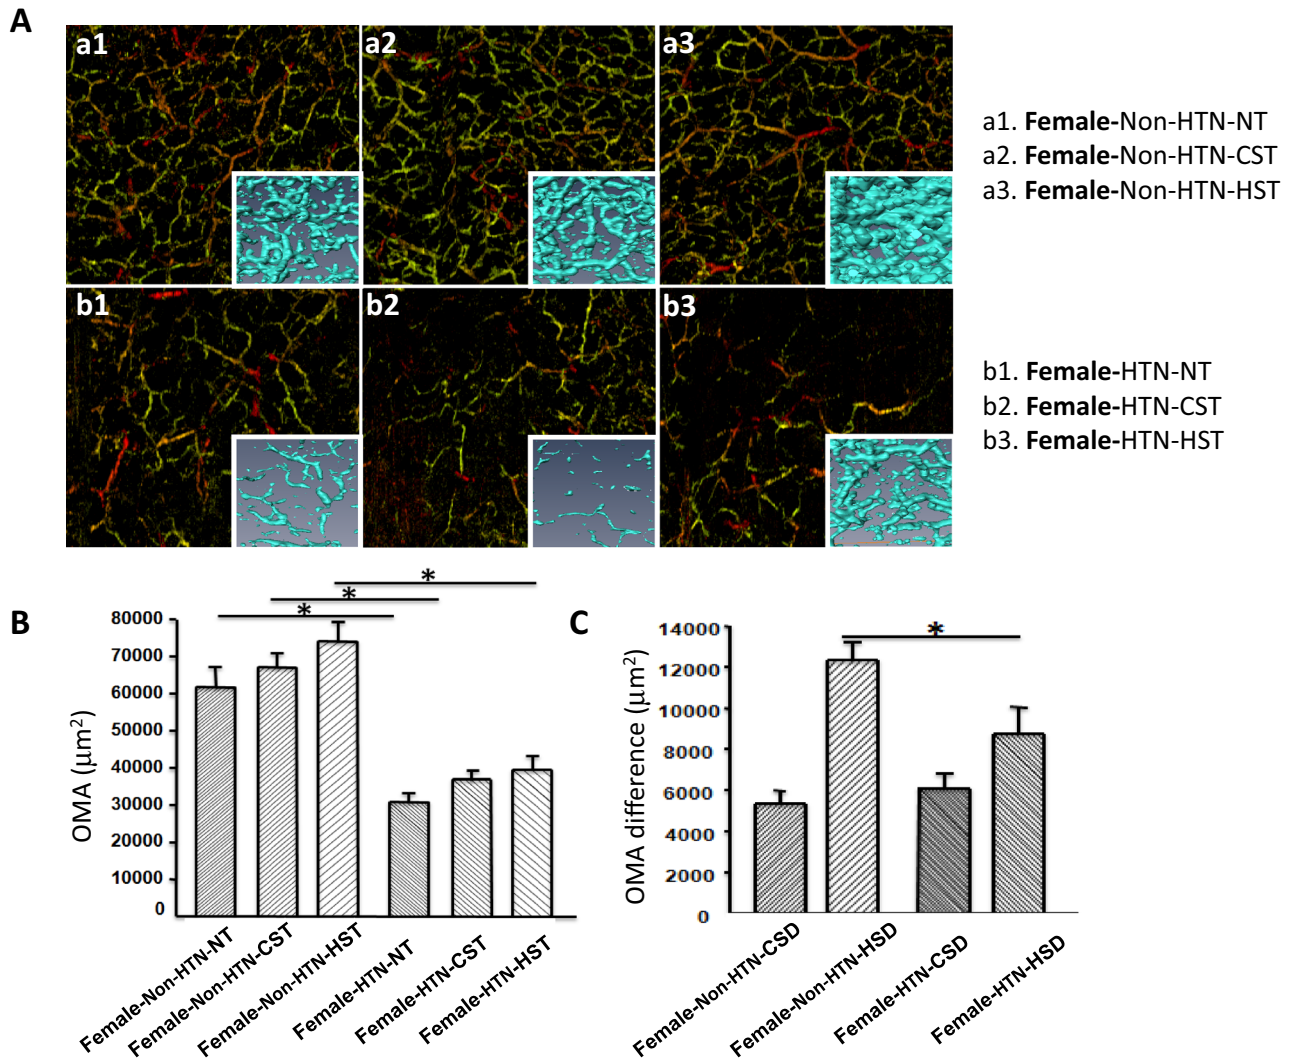 A
a1
a2
a3
a1. Female-Non-HTN-NT
a2. Female-Non-HTN-CST
a3. Female-Non-HTN-HST
b1
b2
b3
b1. Female-HTN-NT
b2. Female-HTN-CST
b3. Female-HTN-HST
B
*
*
*
80000
70000
60000
50000
40000
30000
20000
10000
0
OMA (μm²)
Female-Non-HTN-NT
Female-Non-HTN-CST
Female-Non-HTN-HST
Female-HTN-NT
Female-HTN-CST
Female-HTN-HST
C
*
14000
12000
10000
8000
6000
4000
2000
0
OMA difference (μm²)
Female-Non-HTN-CSD
Female-Non-HTN-HSD
Female-HTN-CSD
Female-HTN-HSD